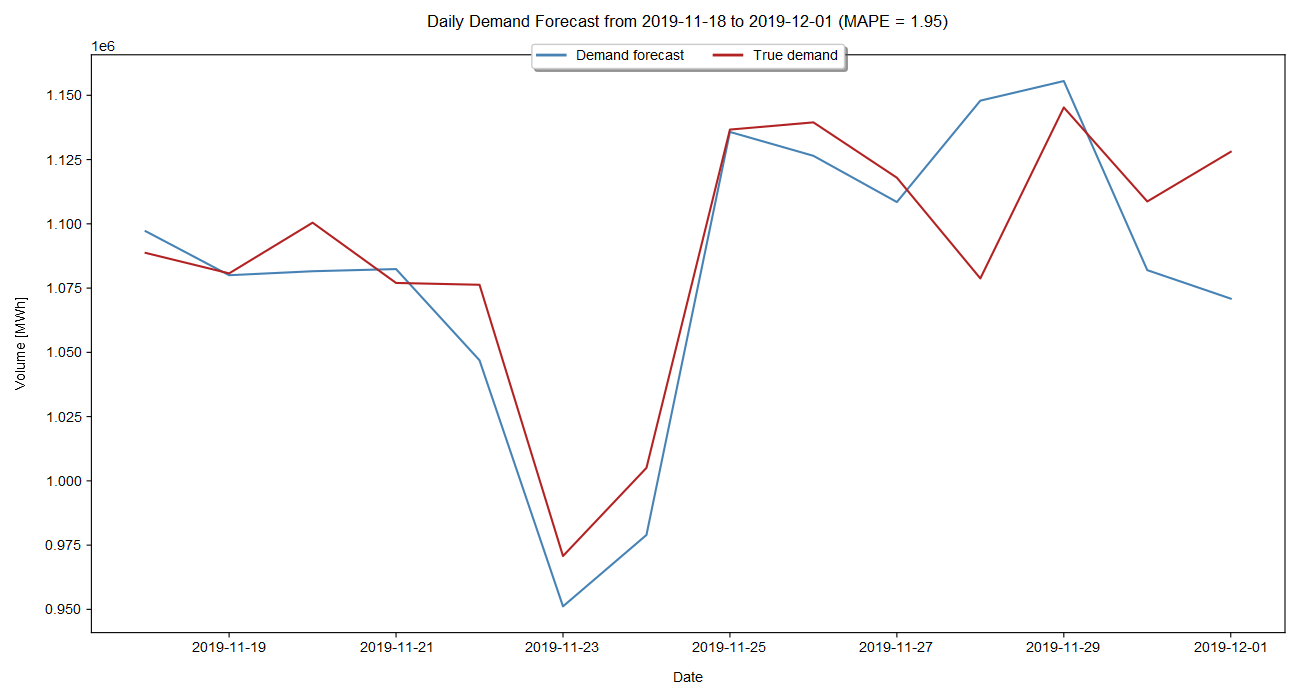 Daily Demand Forecast from 2019-11-18 to 2019-12-01 (MAPE = 1.95)
1e6
Demand forecast True demand
1.150
1.125
1.100
1.075
1.050
1.025
1.000
0.975
0.950
Volume [MWh]
2019-11-19 2019-11-21 2019-11-23 2019-11-25 2019-11-27 2019-11-29 2019-12-01
Date